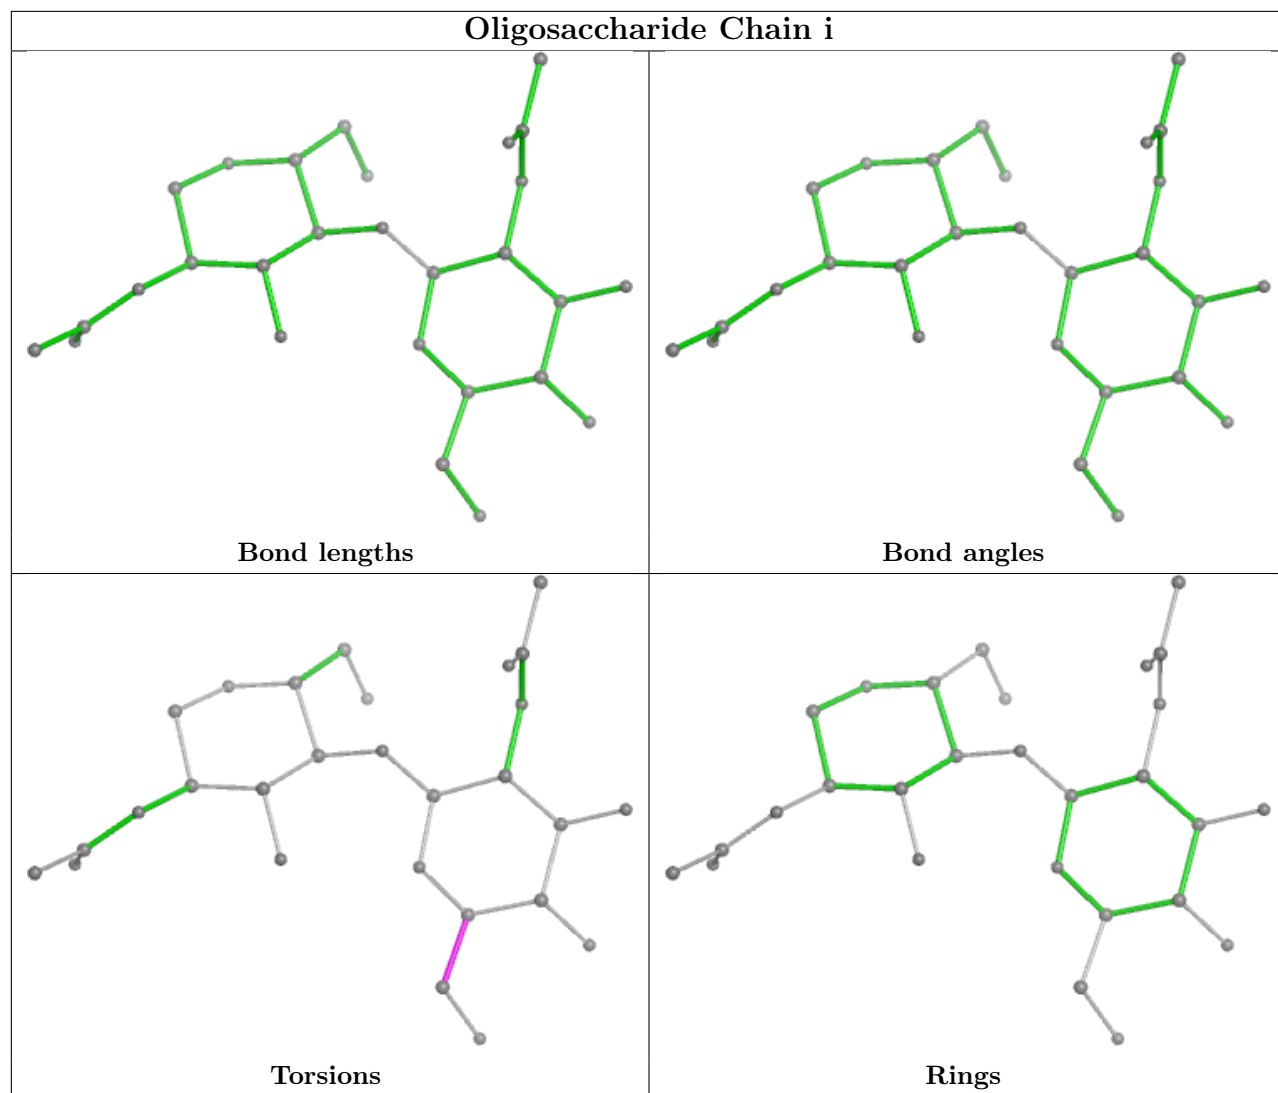 Oligosaccharide Chain i
Bond lengths
Bond angles
Torsions
Rings